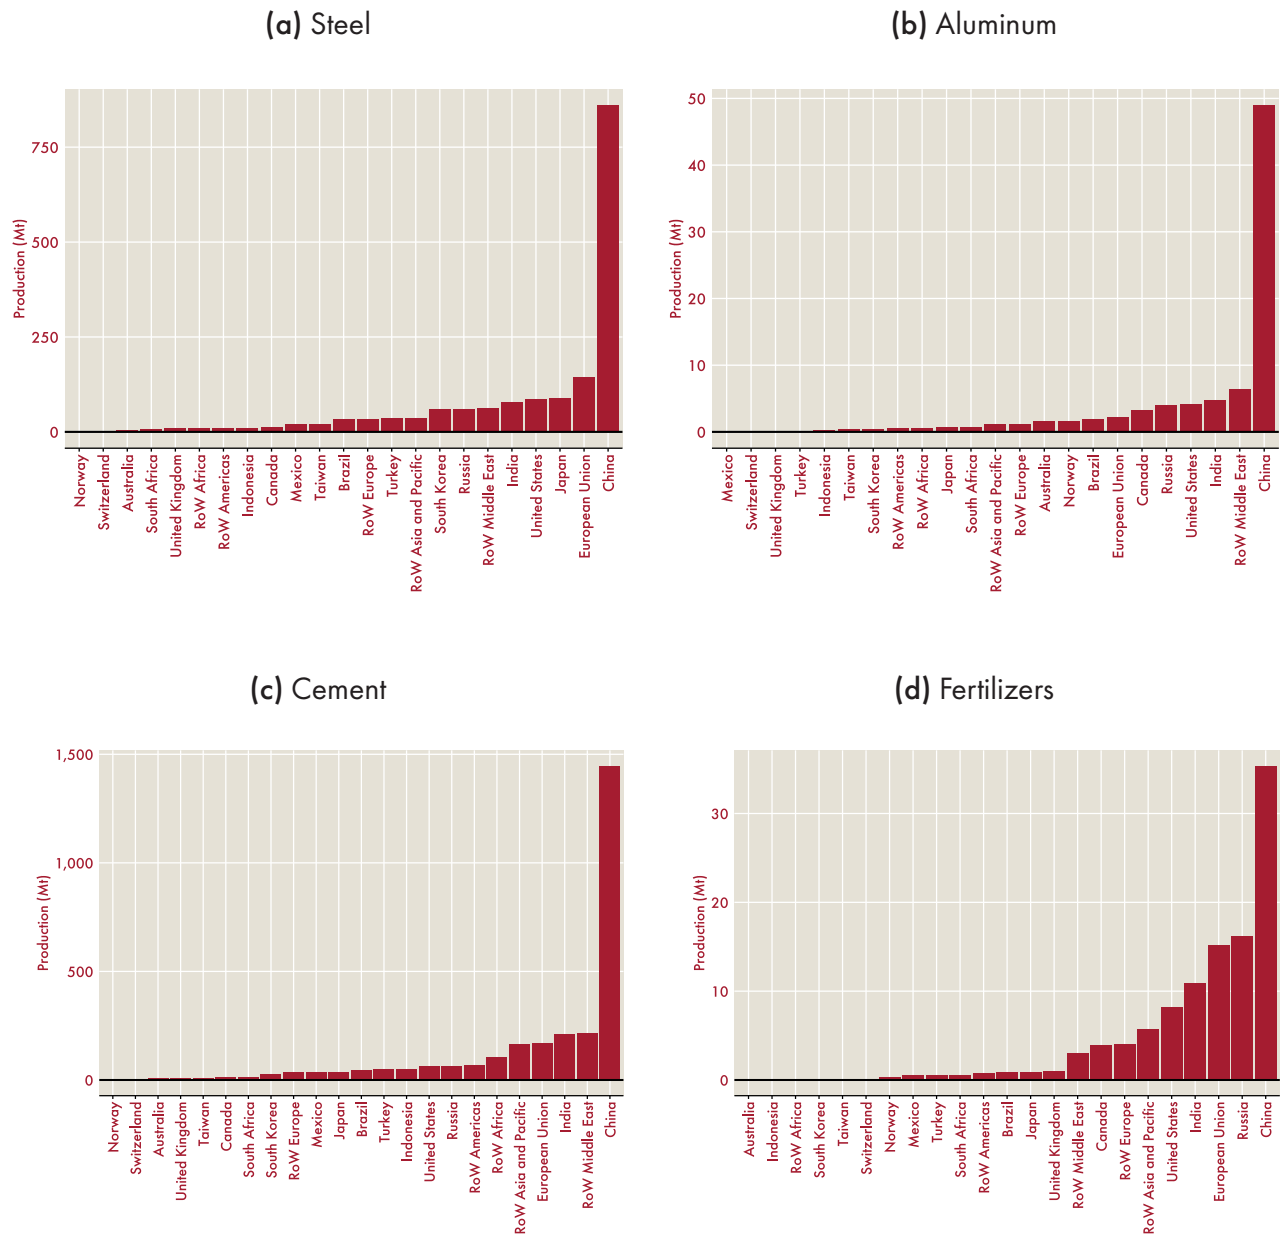 (a) Steel
Production (Mt)
750
500
250
0
Norway
Switzerland
Australia
South Africa
United Kingdom
RoW Africa
RoW Americas
Indonesia
Canada
Mexico
Taiwan
Brazil
RoW Europe
Turkey
RoW Asia and Pacific
South Korea
Russia
RoW Middle East
India
United States
Japan
European Union
China
(b) Aluminum
Production (Mt)
50
40
30
20
10
0
Mexico
Switzerland
United Kingdom
Turkey
Indonesia
Taiwan
South Korea
RoW Americas
RoW Africa
Japan
South Africa
RoW Asia and Pacific
RoW Europe
Australia
Norway
Brazil
European Union
Canada
Russia
United States
India
RoW Middle East
China
(c) Cement
Production (Mt)
1,500
1,000
500
0
Norway
Switzerland
Australia
United Kingdom
Taiwan
Canada
South Africa
South Korea
RoW Europe
Mexico
Japan
Brazil
Turkey
Indonesia
United States
Russia
RoW Americas
RoW Africa
RoW Asia and Pacific
European Union
India
RoW Middle East
China
(d) Fertilizers
Production (Mt)
30
20
10
0
Australia
Indonesia
RoW Africa
South Korea
Taiwan
Switzerland
Norway
Mexico
Turkey
South Africa
RoW Americas
Brazil
Japan
United Kingdom
RoW Middle East
Canada
RoW Europe
RoW Asia and Pacific
United States
India
European Union
Russia
China